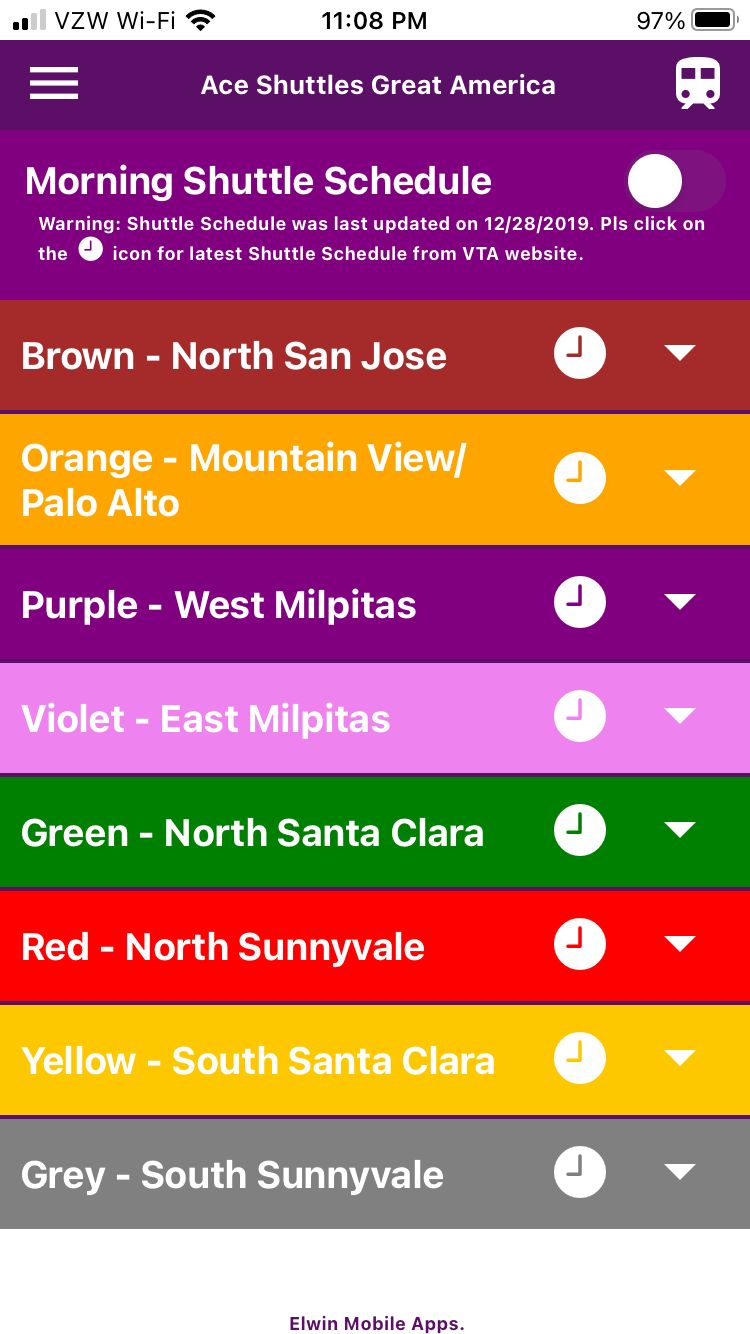 VZW Wi-Fi 11:08 PM 97%
Ace Shuttles Great America
Morning Shuttle Schedule
Warning: Shuttle Schedule was last updated on 12/28/2019. Pls click on
the icon for latest Shuttle Schedule from VTA website.
Brown - North San Jose
Orange - Mountain View/
Palo Alto
Purple - West Milpitas
Violet - East Milpitas
Green - North Santa Clara
Red - North Sunnyvale
Yellow - South Santa Clara
Grey - South Sunnyvale
Elwin Mobile Apps.